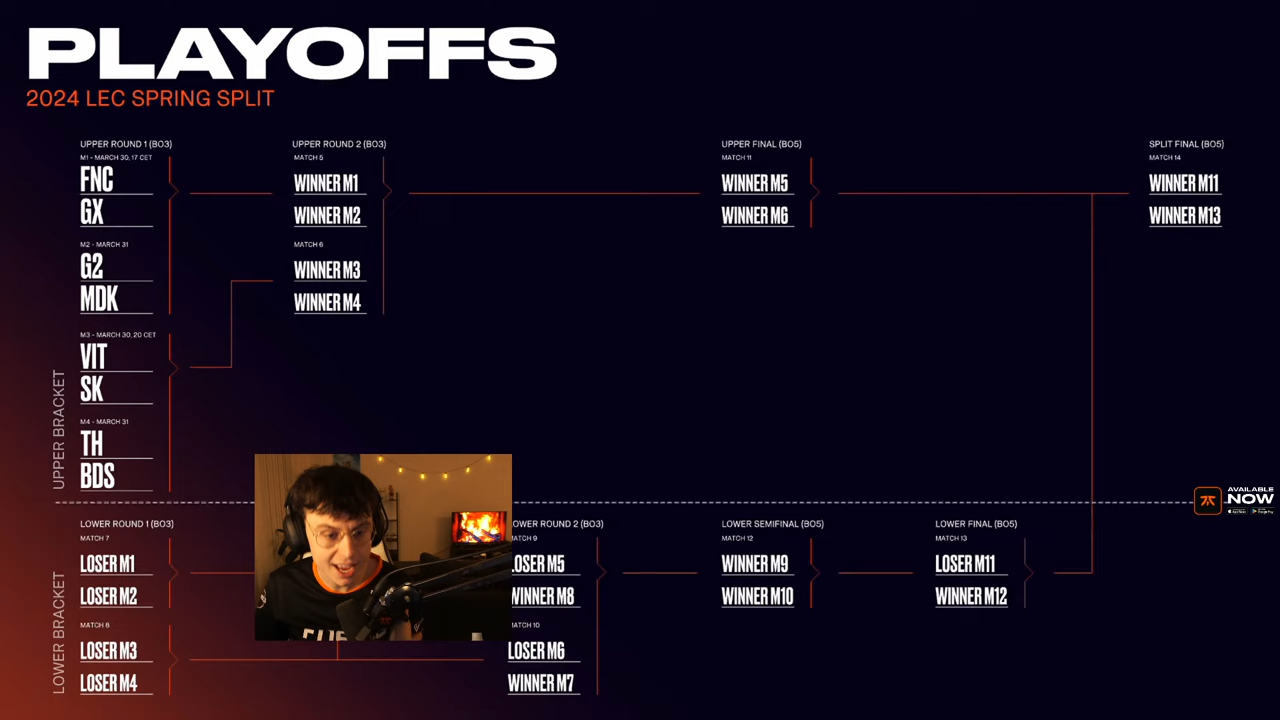 PLAYOFFS
2024 LEC SPRING SPLIT
UPPER BRACKET
UPPER ROUND 1 (BO3)
M1 - MARCH 30, 17 CET
FNC
GX
M2 - MARCH 31
G2
MDK
M3 - MARCH 30, 20 CET
VIT
SK
M4 - MARCH 31
TH
BDS
UPPER ROUND 2 (BO3)
MATCH 5
WINNER M1
WINNER M2
MATCH 6
WINNER M3
WINNER M4
UPPER FINAL (BO5)
MATCH 11
WINNER M5
WINNER M6
SPLIT FINAL (BO5)
MATCH 14
WINNER M11
WINNER M13
AVAILABLE
NOW
LOWER BRACKET
LOWER ROUND 1 (BO3)
MATCH 7
LOSER M1
LOSER M2
MATCH 8
LOSER M3
LOSER M4
LOWER ROUND 2 (BO3)
MATCH 9
LOSER M5
WINNER M8
MATCH 10
LOSER M6
WINNER M7
LOWER SEMIFINAL (BO5)
MATCH 12
WINNER M9
WINNER M10
LOWER FINAL (BO5)
MATCH 13
LOSER M11
WINNER M12